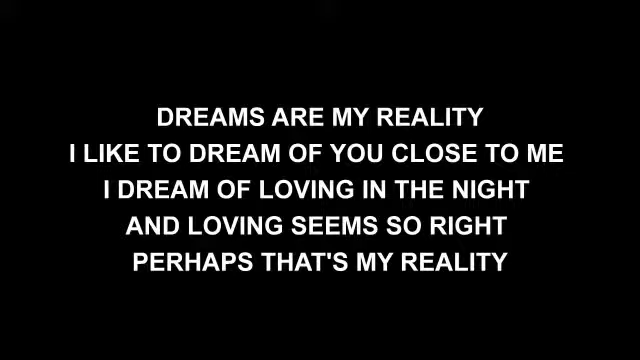 DREAMS ARE MY REALITY
I LIKE TO DREAM OF YOU CLOSE TO ME
I DREAM OF LOVING IN THE NIGHT
AND LOVING SEEMS SO RIGHT
PERHAPS THAT'S MY REALITY